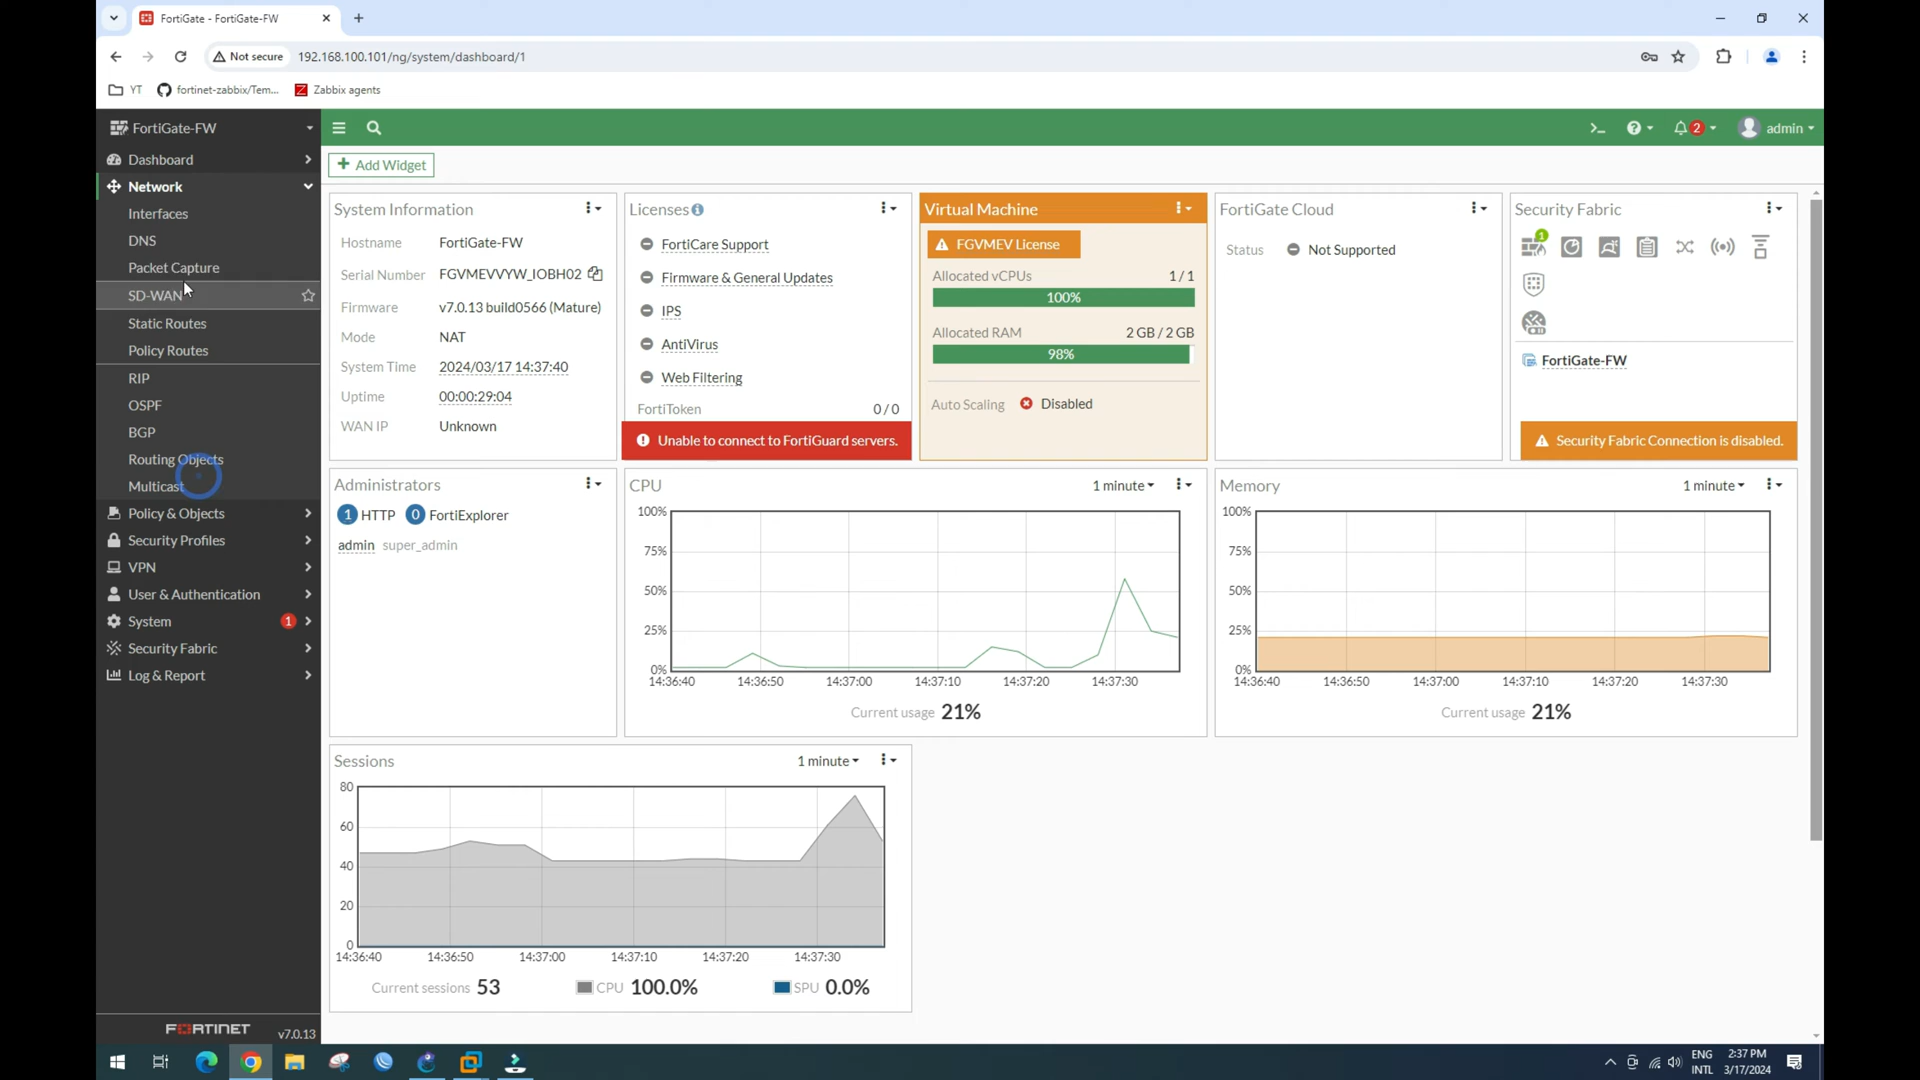 FortiGate - FortiGate-FW
Not secure
192.168.100.101/ng/system/dashboard/1
YT
fortinet-zabbix/Tem...
Zabbix agents
FortiGate-FW
2
admin
Dashboard
Network
Interfaces
DNS
Packet Capture
SD-WAN
Static Routes
Policy Routes
RIP
OSPF
BGP
Routing Objects
Multicast
Policy & Objects
Security Profiles
VPN
User & Authentication
System 1
Security Fabric
Log & Report
FORTINET v7.0.13
Add Widget
System Information
Hostname FortiGate-FW
Serial Number FGVMEVVYW_IOBH02
Firmware v7.0.13 build0566 (Mature)
Mode NAT
System Time 2024/03/17 14:37:40
Uptime 00:00:29:04
WAN IP Unknown
Licenses
FortiCare Support
Firmware & General Updates
IPS
AntiVirus
Web Filtering
FortiToken 0 / 0
Unable to connect to FortiGuard servers.
Virtual Machine
FGVMEV License
Allocated vCPUs 1 / 1
100%
Allocated RAM 2 GB / 2 GB
98%
Auto Scaling Disabled
FortiGate Cloud
Status Not Supported
Security Fabric
1
FortiGate-FW
Security Fabric Connection is disabled.
Administrators
1 HTTP 0 FortiExplorer
admin super_admin
CPU 1 minute
100%
75%
50%
25%
0%
14:36:40 14:36:50 14:37:00 14:37:10 14:37:20 14:37:30
Current usage 21%
Memory 1 minute
100%
75%
50%
25%
0%
14:36:40 14:36:50 14:37:00 14:37:10 14:37:20 14:37:30
Current usage 21%
Sessions 1 minute
80
60
40
20
0
14:36:40 14:36:50 14:37:00 14:37:10 14:37:20 14:37:30
Current sessions 53 CPU 100.0% SPU 0.0%
ENG 2:37 PM
INTL 3/17/2024